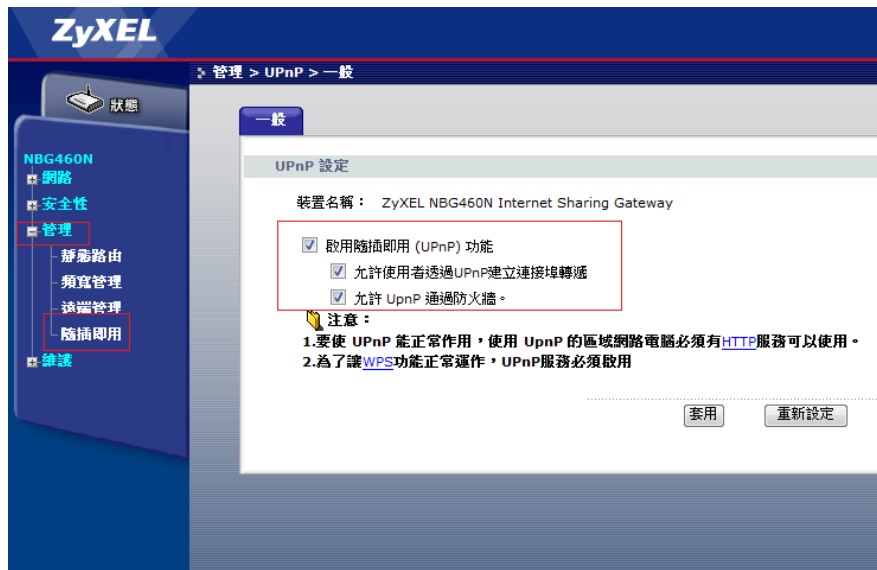 ZyXEL
管理 > UPnP > 一般
狀態
NBG460N
網路
安全性
管理
靜態路由
頻寬管理
遠端管理
隨插即用
維護
一般
UPnP 設定
裝置名稱： ZyXEL NBG460N Internet Sharing Gateway
啟用隨插即用 (UPnP) 功能
允許使用者透過UPnP建立連接埠轉遞
允許 UpnP 通過防火牆。
注意：
1.要使 UPnP 能正常作用，使用 UpnP 的區域網路電腦必須有HTTP服務可以使用。
2.為了讓WPS功能正常運作，UPnP服務必須啟用
套用 重新設定